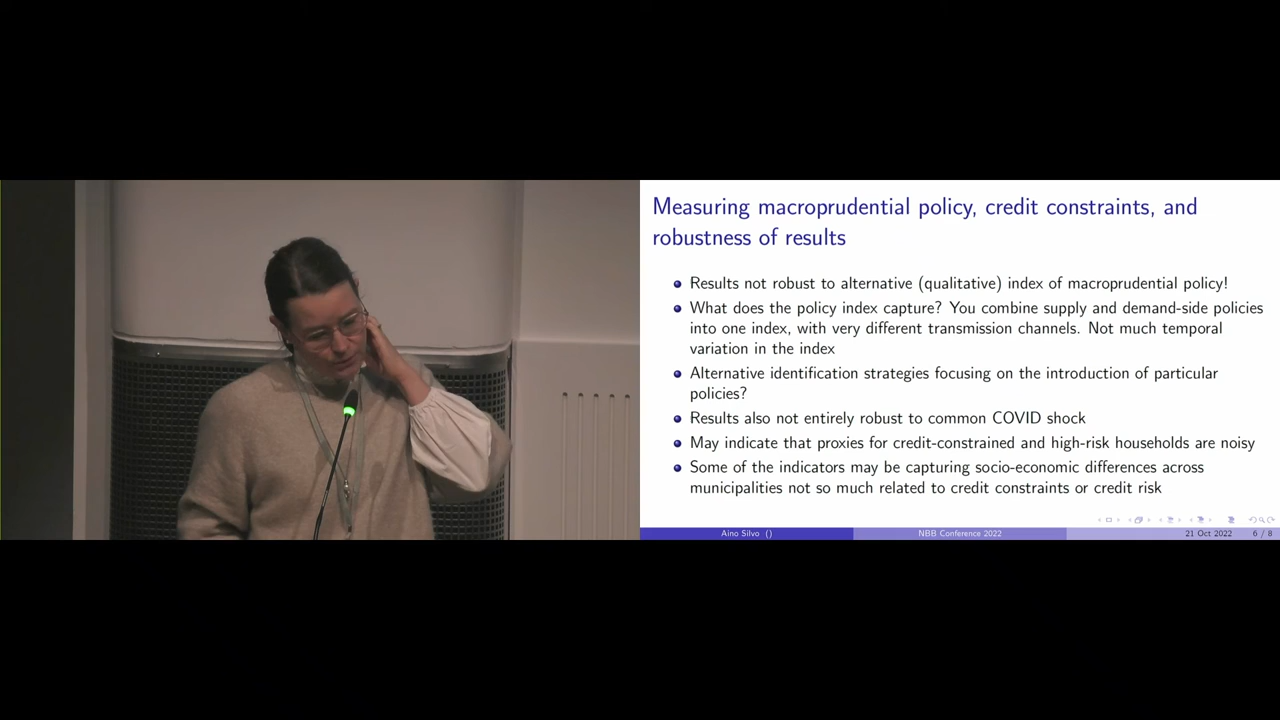 Measuring macroprudential policy, credit constraints, and
robustness of results
Results not robust to alternative (qualitative) index of macroprudential policy!
What does the policy index capture? You combine supply and demand-side policies
into one index, with very different transmission channels. Not much temporal
variation in the index
Alternative identification strategies focusing on the introduction of particular
policies?
Results also not entirely robust to common COVID shock
May indicate that proxies for credit-constrained and high-risk households are noisy
Some of the indicators may be capturing socio-economic differences across
municipalities not so much related to credit constraints or credit risk
Aino Silvo () NBB Conference 2022 21 Oct 2022 6 / 8